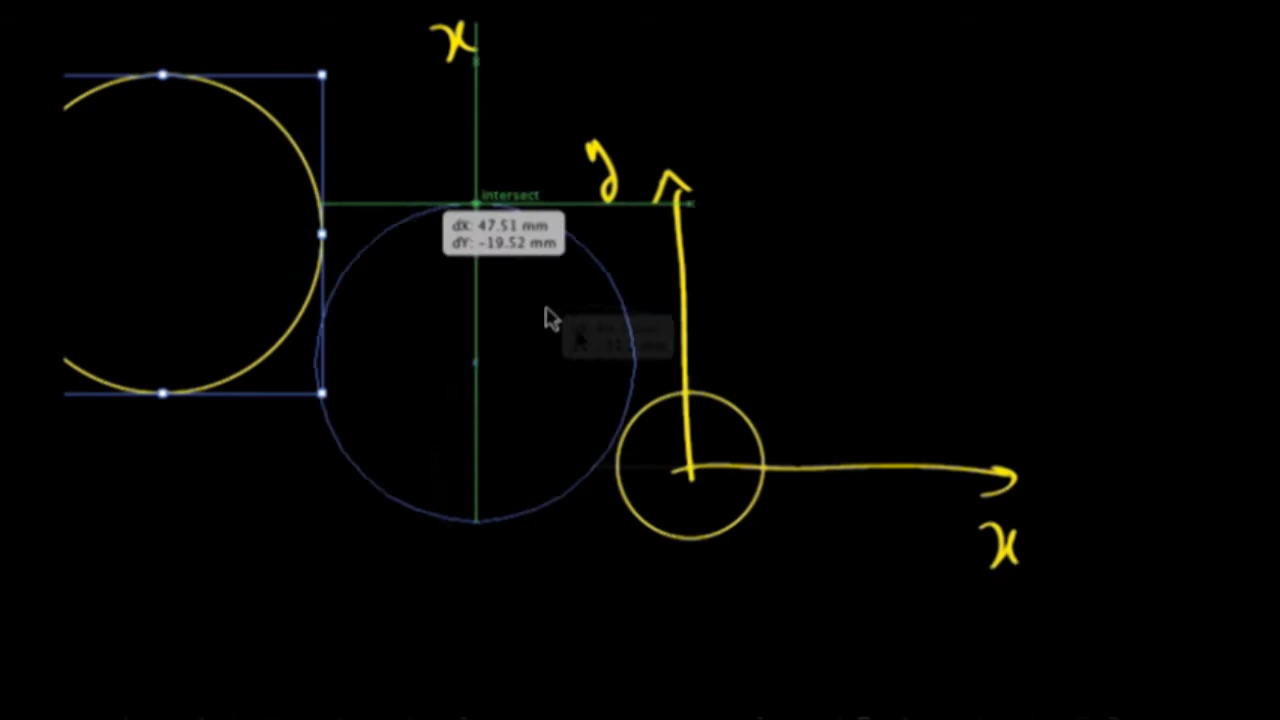 x
y
intersect
dX: 47.51 mm
dY: -19.52 mm
x